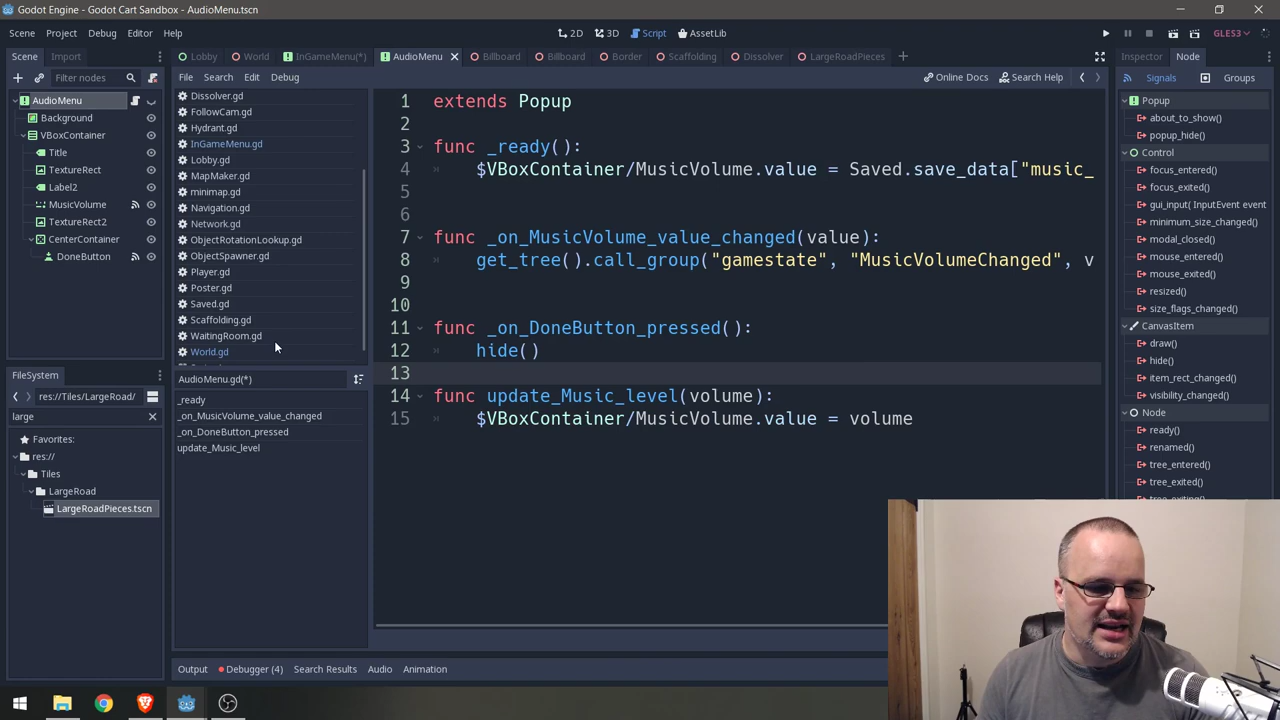 Godot Engine - Godot Cart Sandbox - AudioMenu.tscn
Scene Project Debug Editor Help
2D 3D Script AssetLib
GLES3
Scene Import
Lobby World InGameMenu(*) AudioMenu Billboard Billboard Border Scaffolding Dissolver LargeRoadPieces
Inspector Node
Filter nodes
File Search Edit Debug
Online Docs Search Help
Signals Groups
AudioMenu
Background
VBoxContainer
Title
TextureRect
Label2
MusicVolume
TextureRect2
CenterContainer
DoneButton
Dissolver.gd
FollowCam.gd
Hydrant.gd
InGameMenu.gd
Lobby.gd
MapMaker.gd
minimap.gd
Navigation.gd
Network.gd
ObjectRotationLookup.gd
ObjectSpawner.gd
Player.gd
Poster.gd
Saved.gd
Scaffolding.gd
WaitingRoom.gd
World.gd
AudioMenu.gd(*)
_ready
_on_MusicVolume_value_changed
_on_DoneButton_pressed
update_Music_level
1 extends Popup
2
3 func _ready():
4 $VBoxContainer/MusicVolume.value = Saved.save_data["music_
5
6
7 func _on_MusicVolume_value_changed(value):
8 get_tree().call_group("gamestate", "MusicVolumeChanged", v
9
10
11 func _on_DoneButton_pressed():
12 hide()
13
14 func update_Music_level(volume):
15 $VBoxContainer/MusicVolume.value = volume
Popup
about_to_show()
popup_hide()
Control
focus_entered()
focus_exited()
gui_input( InputEvent event
minimum_size_changed()
modal_closed()
mouse_entered()
mouse_exited()
resized()
size_flags_changed()
CanvasItem
draw()
hide()
item_rect_changed()
visibility_changed()
Node
ready()
renamed()
tree_entered()
tree_exited()
tree_exiting()
FileSystem
res://Tiles/LargeRoad/
large
Favorites:
res://
Tiles
LargeRoad
LargeRoadPieces.tscn
Output Debugger (4) Search Results Audio Animation